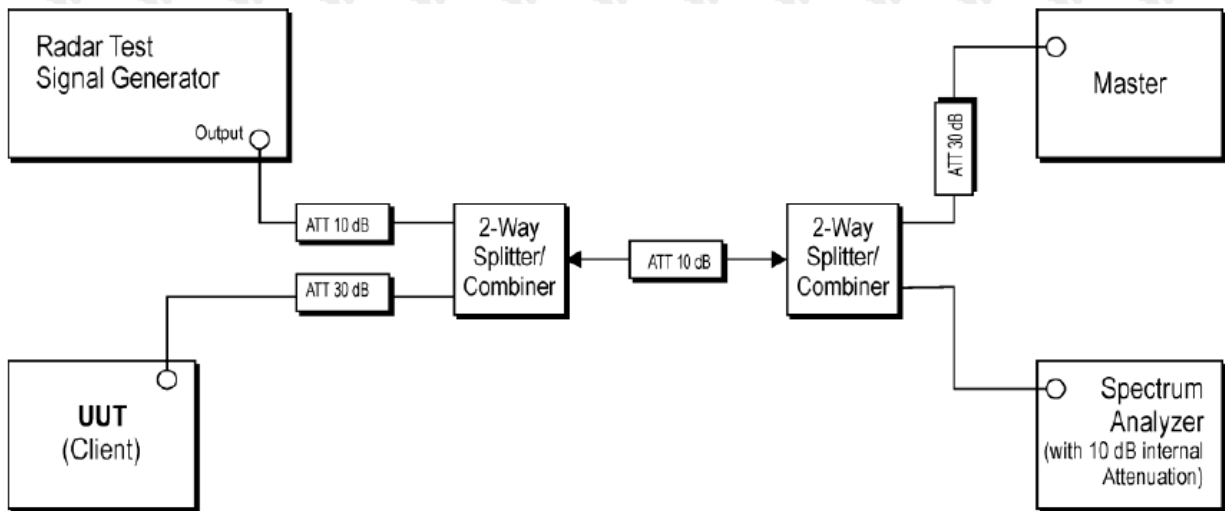 Radar Test
Signal Generator
Output
ATT 10 dB
ATT 30 dB
2-Way
Splitter/
Combiner
ATT 10 dB
2-Way
Splitter/
Combiner
ATT 30 dB
Master
UUT
(Client)
Spectrum
Analyzer
(with 10 dB internal
Attenuation)